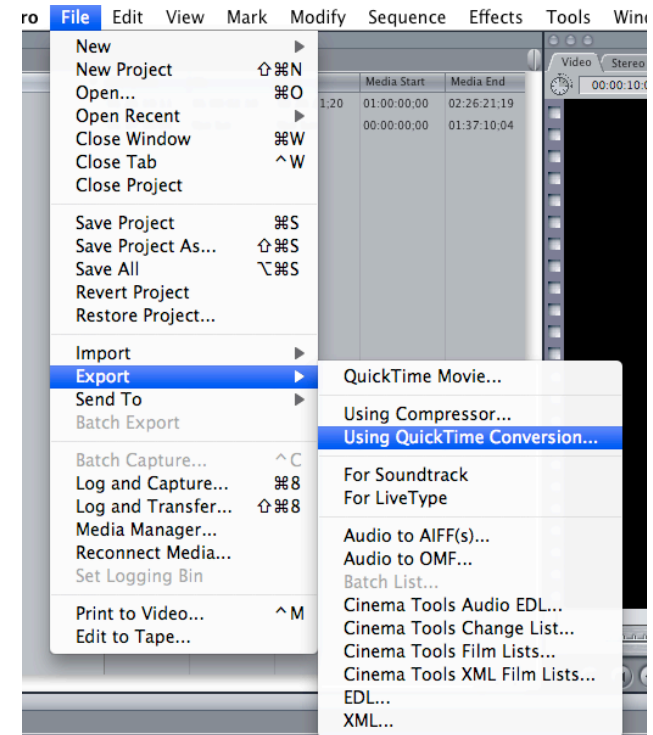 ro File Edit View Mark Modify Sequence Effects Tools Wind
New
New Project ⇧⌘N
Open... ⌘O
Open Recent
Close Window ⌘W
Close Tab ^W
Close Project
Save Project ⌘S
Save Project As... ⇧⌘S
Save All ⌥⌘S
Revert Project
Restore Project...
Import
Export
Send To
Batch Export
Batch Capture... ^C
Log and Capture... ⌘8
Log and Transfer... ⇧⌘8
Media Manager...
Reconnect Media...
Set Logging Bin
Print to Video... ^M
Edit to Tape...
QuickTime Movie...
Using Compressor...
Using QuickTime Conversion...
For Soundtrack
For LiveType
Audio to AIFF(s)...
Audio to OMF...
Batch List...
Cinema Tools Audio EDL...
Cinema Tools Change List...
Cinema Tools Film Lists...
Cinema Tools XML Film Lists...
EDL...
XML...
Media Start Media End
1;20 01:00:00;00 02:26:21;19
00:00:00;00 01:37:10;04
Video Stereo
00:00:10:0